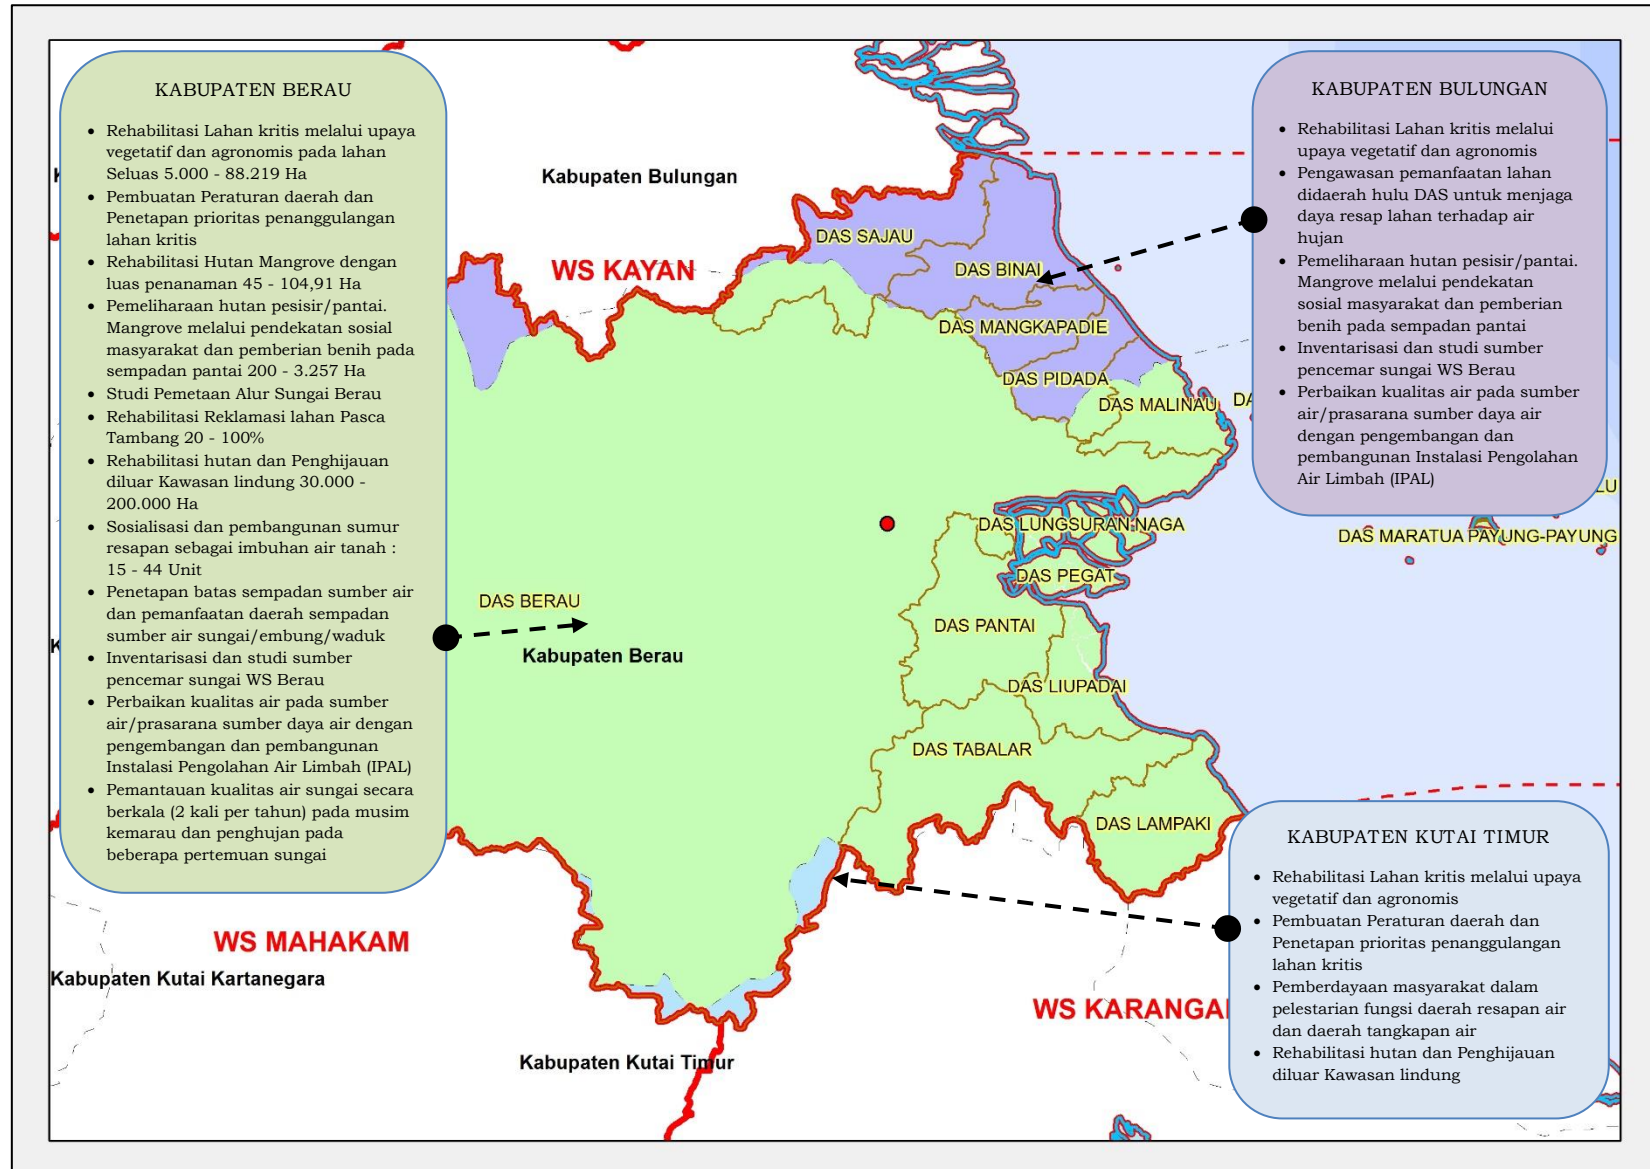 KABUPATEN BERAU
• Rehabilitasi Lahan kritis melalui upaya
vegetatif dan agronomis pada lahan
Seluas 5.000 - 88.219 Ha
• Pembuatan Peraturan daerah dan
Penetapan prioritas penanggulangan
lahan kritis
• Rehabilitasi Hutan Mangrove dengan
luas penanaman 45 - 104,91 Ha
• Pemeliharaan hutan pesisir/pantai.
Mangrove melalui pendekatan sosial
masyarakat dan pemberian benih pada
sempadan pantai 200 - 3.257 Ha
• Studi Pemetaan Alur Sungai Berau
• Rehabilitasi Reklamasi lahan Pasca
Tambang 20 - 100%
• Rehabilitasi hutan dan Penghijauan
diluar Kawasan lindung 30.000 -
200.000 Ha
• Sosialisasi dan pembangunan sumur
resapan sebagai imbuhan air tanah :
15 - 44 Unit
• Penetapan batas sempadan sumber air
dan pemanfaatan daerah sempadan
sumber air sungai/embung/waduk
• Inventarisasi dan studi sumber
pencemar sungai WS Berau
• Perbaikan kualitas air pada sumber
air/prasarana sumber daya air dengan
pengembangan dan pembangunan
Instalasi Pengolahan Air Limbah (IPAL)
• Pemantauan kualitas air sungai secara
berkala (2 kali per tahun) pada musim
kemarau dan penghujan pada
beberapa pertemuan sungai
KABUPATEN BULUNGAN
• Rehabilitasi Lahan kritis melalui
upaya vegetatif dan agronomis
• Pengawasan pemanfaatan lahan
didaerah hulu DAS untuk menjaga
daya resap lahan terhadap air
hujan
• Pemeliharaan hutan pesisir/pantai.
Mangrove melalui pendekatan
sosial masyarakat dan pemberian
benih pada sempadan pantai
• Inventarisasi dan studi sumber
pencemar sungai WS Berau
• Perbaikan kualitas air pada sumber
air/prasarana sumber daya air
dengan pengembangan dan
pembangunan Instalasi Pengolahan
Air Limbah (IPAL)
KABUPATEN KUTAI TIMUR
• Rehabilitasi Lahan kritis melalui upaya
vegetatif dan agronomis
• Pembuatan Peraturan daerah dan
Penetapan prioritas penanggulangan
lahan kritis
• Pemberdayaan masyarakat dalam
pelestarian fungsi daerah resapan air
dan daerah tangkapan air
• Rehabilitasi hutan dan Penghijauan
diluar Kawasan lindung
Kabupaten Bulungan
WS KAYAN
DAS SAJAU
DAS BINAI
DAS MANGKAPADIE
DAS PIDADA
DAS MALINAU
DAS LUNGSURAN NAGA
DAS MARATUA PAYUNG-PAYUNG
DAS PEGAT
DAS BERAU
DAS PANTAI
Kabupaten Berau
DAS LIUPADAI
DAS TABALAR
DAS LAMPAKI
WS MAHAKAM
Kabupaten Kutai Kartanegara
WS KARANGA
Kabupaten Kutai Timur